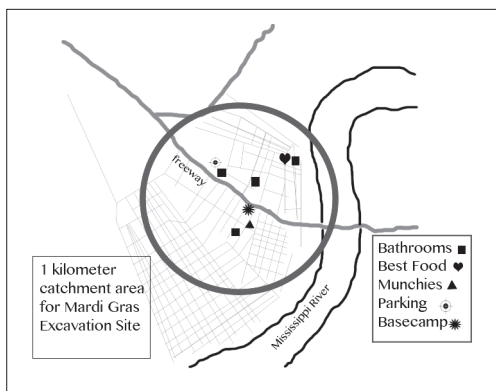 freeway
1 kilometer
catchment area
for Mardi Gras
Excavation Site
Mississippi River
Bathrooms
Best Food
Munchies
Parking
Basecamp